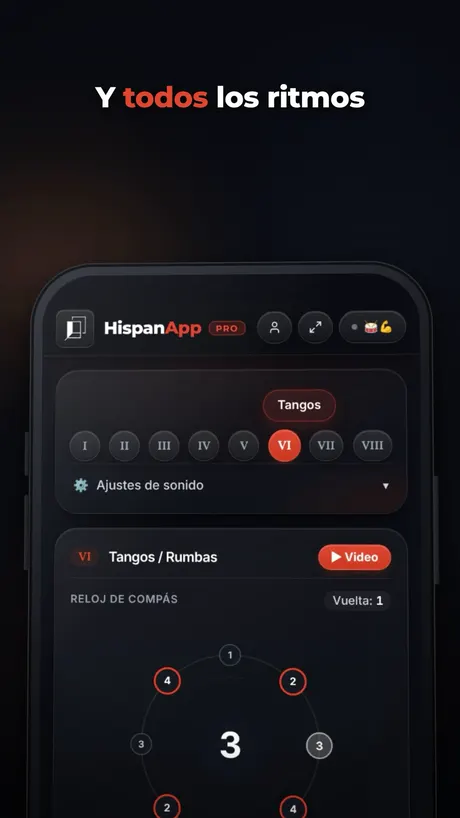 Y todos los ritmos
HispanApp PRO
Tangos
I II III IV V VI VII VIII
Ajustes de sonido
VI Tangos / Rumbas Video
RELOJ DE COMPÁS Vuelta: 1
1
4 2
3 3 3
2 4